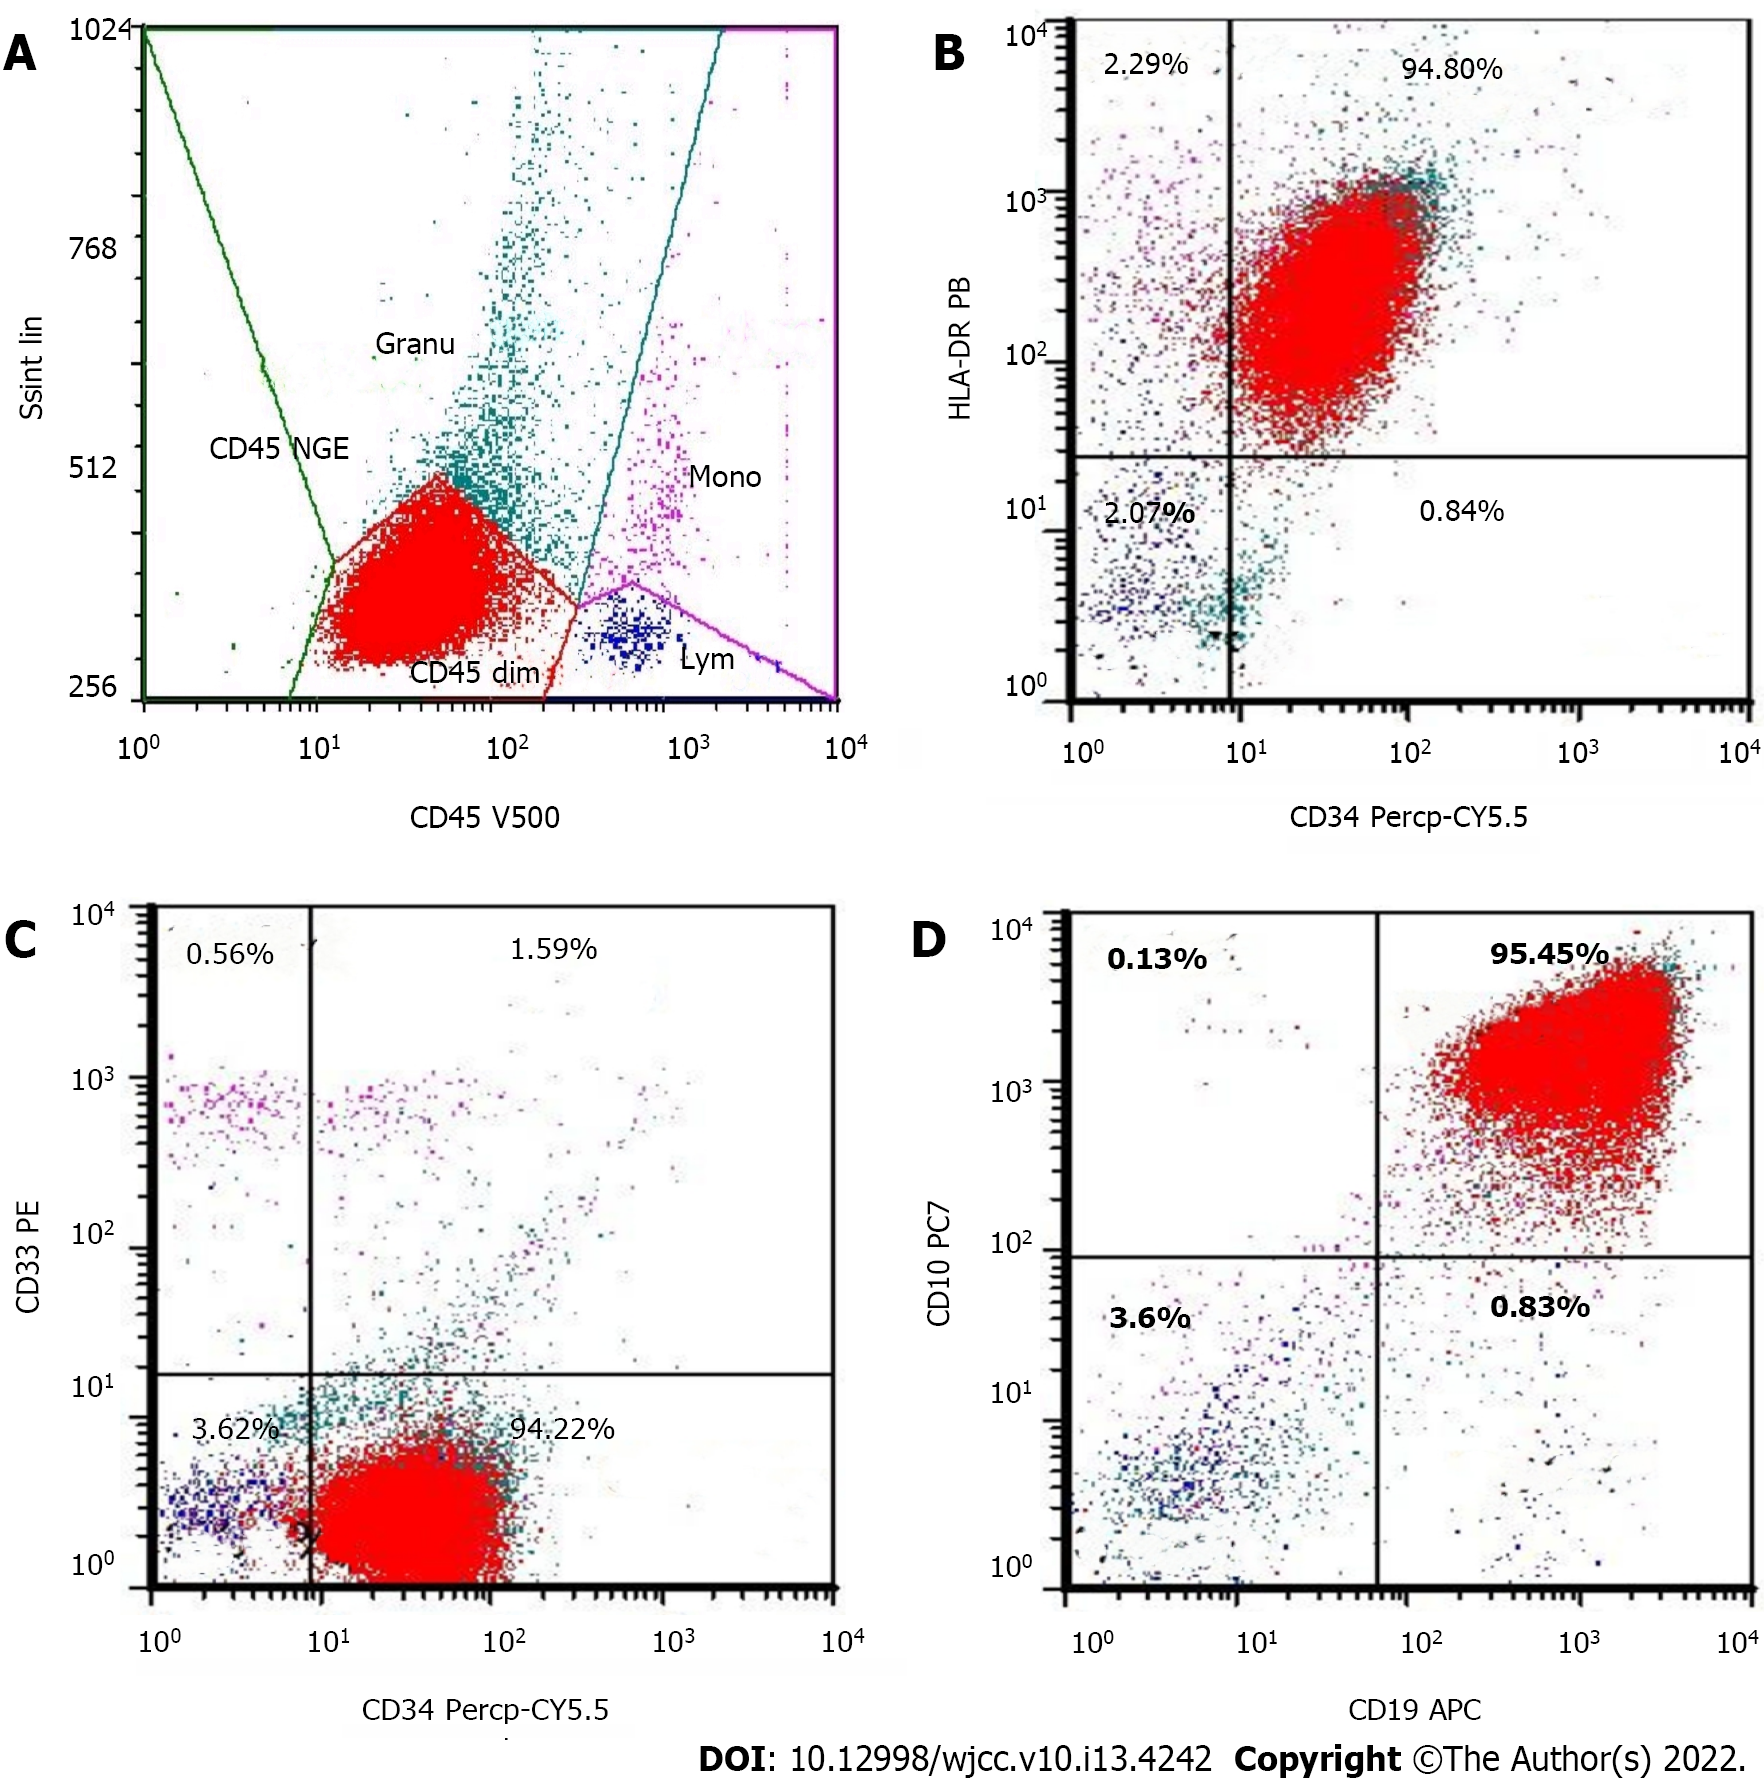 A
1024
768
512
256
Ssint lin
Granu
CD45 NGE
Mono
CD45 dim
Lym
10⁰ 10¹ 10² 10³ 10⁴
CD45 V500
B
10⁴
10³
10²
10¹
10⁰
HLA-DR PB
2.29% 94.80%
2.07% 0.84%
10⁰ 10¹ 10² 10³ 10⁴
CD34 Percp-CY5.5
C
10⁴
10³
10²
10¹
10⁰
CD33 PE
0.56% 1.59%
3.62% 94.22%
10⁰ 10¹ 10² 10³ 10⁴
CD34 Percp-CY5.5
D
10⁴
10³
10²
10¹
10⁰
CD10 PC7
0.13% 95.45%
3.6% 0.83%
10⁰ 10¹ 10² 10³ 10⁴
CD19 APC
DOI: 10.12998/wjcc.v10.i13.4242 Copyright ©The Author(s) 2022.